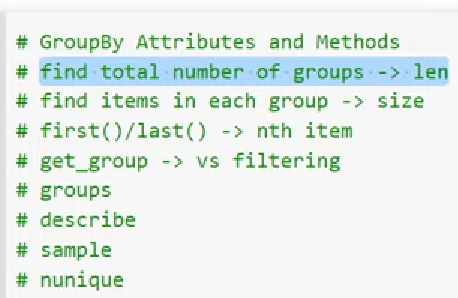 # GroupBy Attributes and Methods
# find total number of groups -> len
# find items in each group -> size
# first()/last() -> nth item
# get_group -> vs filtering
# groups
# describe
# sample
# nunique